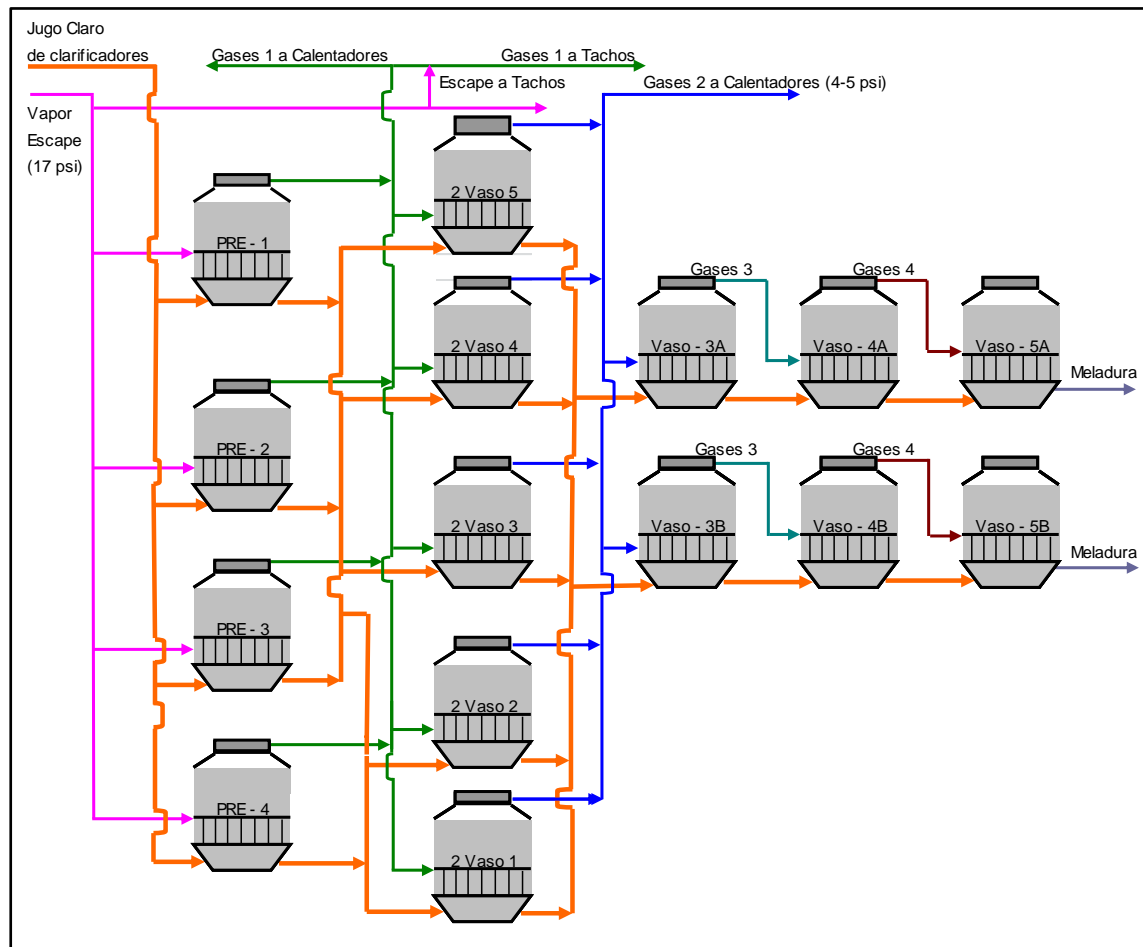 Jugo Claro
de clarificadores
Gases 1 a Calentadores
Gases 1 a Tachos
Escape a Tachos
Gases 2 a Calentadores (4-5 psi)
Vapor
Escape
(17 psi)
2 Vaso 5
PRE - 1
Gases 3
Gases 4
2 Vaso 4
Vaso - 3A
Vaso - 4A
Vaso - 5A
Meladura
PRE - 2
Gases 3
Gases 4
2 Vaso 3
Vaso - 3B
Vaso - 4B
Vaso - 5B
Meladura
PRE - 3
2 Vaso 2
PRE - 4
2 Vaso 1